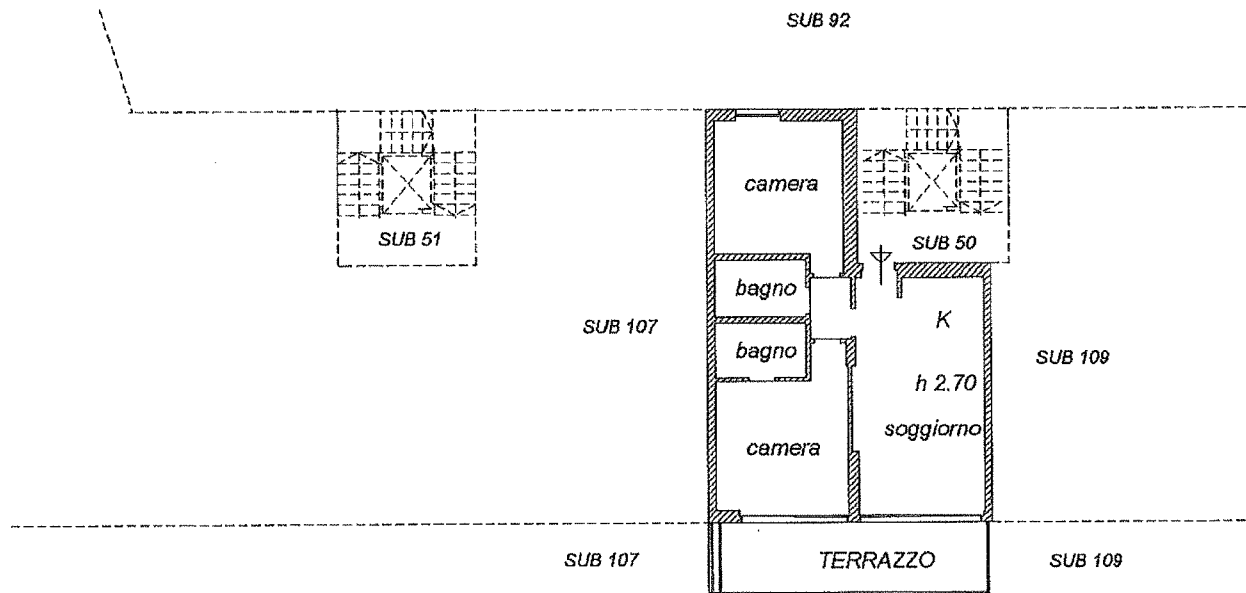 SUB 92
camera
SUB 51
SUB 50
bagno
K
SUB 107
bagno
SUB 109
h 2.70
soggiorno
camera
SUB 107
TERRAZZO
SUB 109